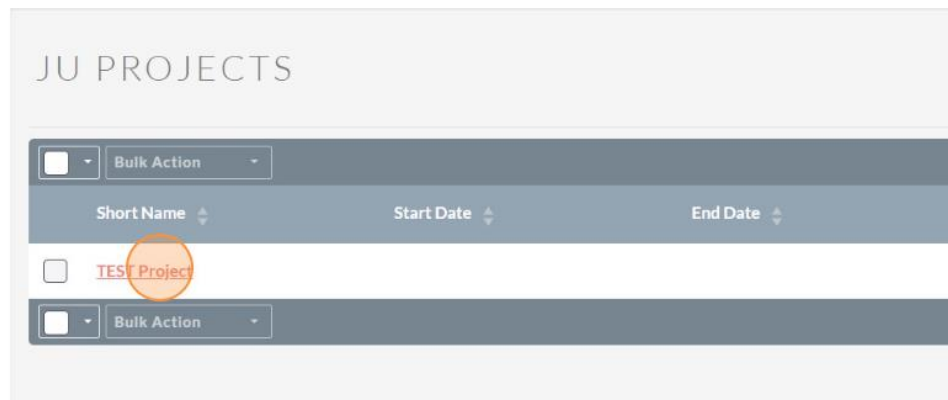 JU PROJECTS
Bulk Action
Short Name Start Date End Date
TEST Project
Bulk Action